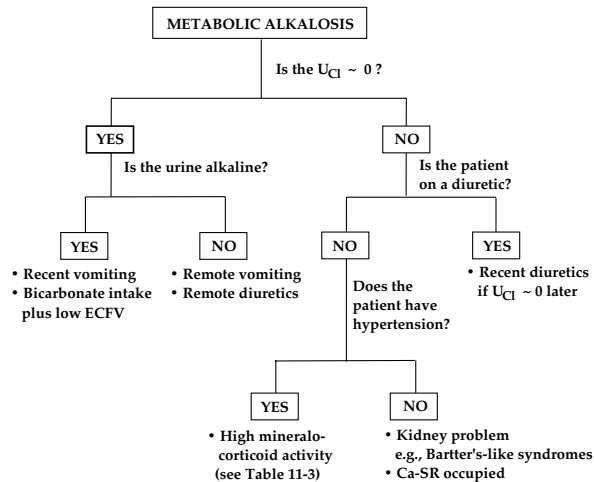 METABOLIC ALKALOSIS
Is the UCl ~ 0 ?
YES
NO
Is the urine alkaline?
Is the patient
on a diuretic?
YES
NO
NO
YES
• Recent vomiting
• Bicarbonate intake
plus low ECFV
• Remote vomiting
• Remote diuretics
Does the
patient have
hypertension?
• Recent diuretics
if UCl ~ 0 later
YES
NO
• High mineralo-
corticoid activity
(see Table 11-3)
• Kidney problem
e.g., Bartter's-like syndromes
• Ca-SR occupied